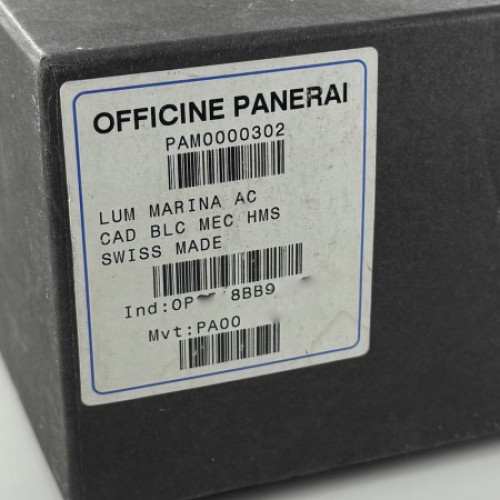 OFFICINE PANERAI
PAM0000302
LUM MARINA AC
CAD BLC MEC HMS
SWISS MADE
Ind:OP 8BB9
Mvt:PA00